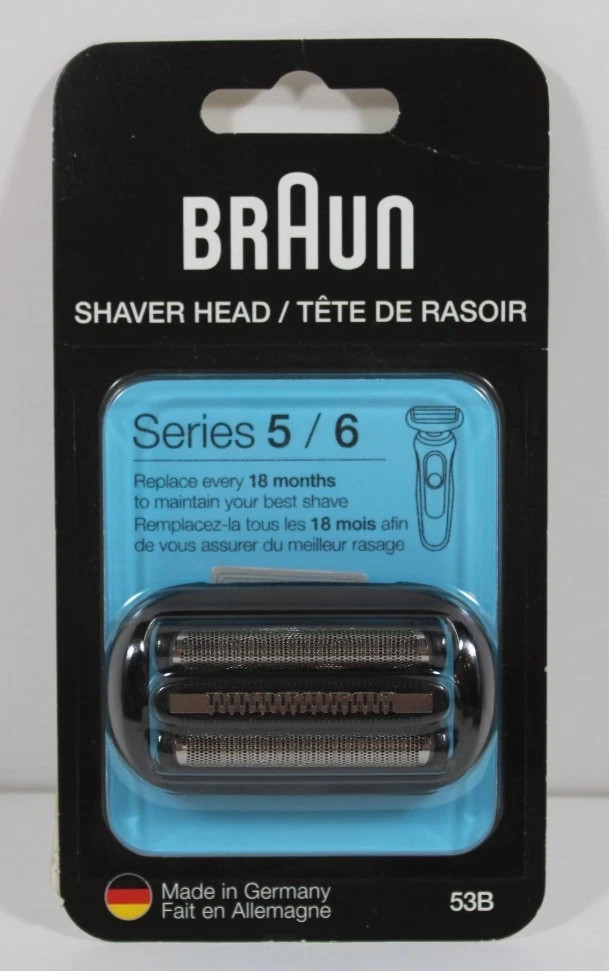 BRAUN
SHAVER HEAD / TÊTE DE RASOIR
Series 5 / 6
Replace every 18 months
to maintain your best shave
Remplacez-la tous les 18 mois afin
de vous assurer du meilleur rasage
Made in Germany
Fait en Allemagne
53B